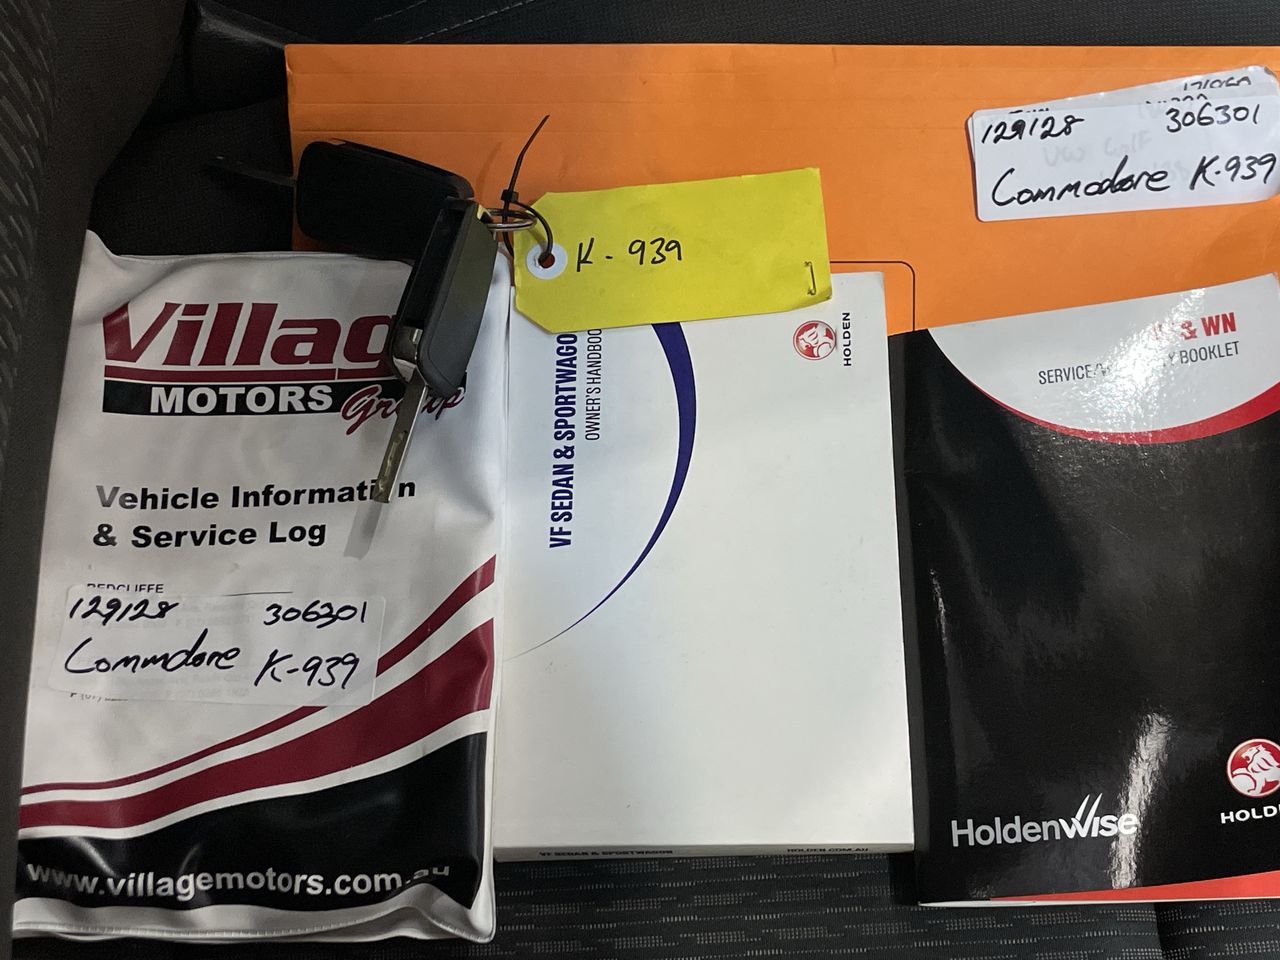 129128 306301
Commodore K-939
K - 939
Village
MOTORS Group
Vehicle Information
& Service Log
REDCLIFFE
129128 306301
Commodore K-939
www.villagemotors.com.au
VF SEDAN & SPORTWAGO
OWNER'S HANDBOO
HOLDEN
VF SEDAN & SPORTWAGON HOLDEN.COM.AU
& WN
SERVICE/ Y BOOKLET
HoldenWise
HOLDE